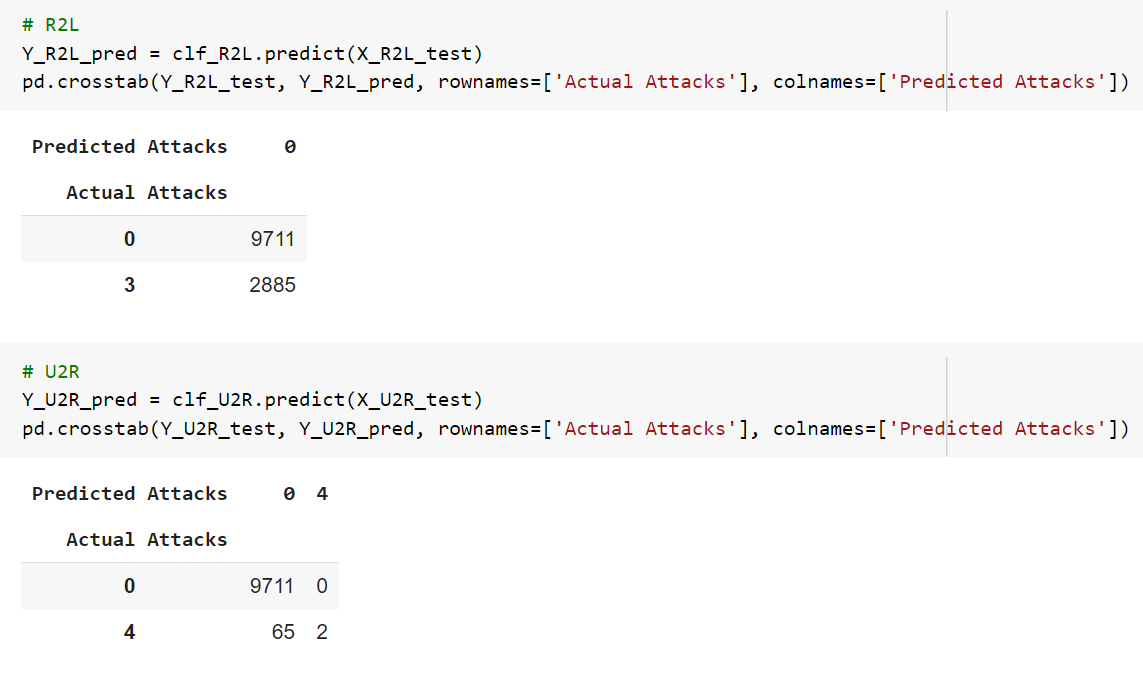 # R2L
Y_R2L_pred = clf_R2L.predict(X_R2L_test)
pd.crosstab(Y_R2L_test, Y_R2L_pred, rownames=['Actual Attacks'], colnames=['Predicted Attacks'])
Predicted Attacks 0
Actual Attacks
0 9711
3 2885
# U2R
Y_U2R_pred = clf_U2R.predict(X_U2R_test)
pd.crosstab(Y_U2R_test, Y_U2R_pred, rownames=['Actual Attacks'], colnames=['Predicted Attacks'])
Predicted Attacks 0 4
Actual Attacks
0 9711 0
4 65 2